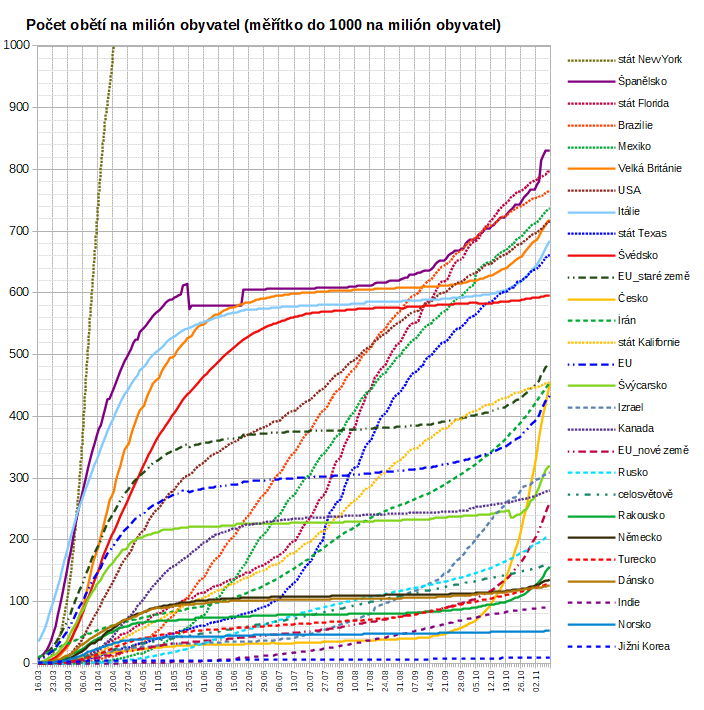 Počet obětí na milión obyvatel (měřítko do 1000 na milión obyvatel)
1000
900
800
700
600
500
400
300
200
100
0
stát NewYork
Španělsko
stát Florida
Brazílie
Mexiko
Velká Británie
USA
Itálie
stát Texas
Švédsko
EU_staré země
Česko
Írán
stát Kalifornie
EU
Švýcarsko
Izrael
Kanada
EU_nové země
Rusko
celosvětově
Rakousko
Německo
Turecko
Dánsko
Indie
Norsko
Jižní Korea
16.03
23.03
30.03
06.04
13.04
20.04
27.04
04.05
11.05
18.05
25.05
01.06
08.06
15.06
22.06
29.06
06.07
13.07
20.07
27.07
03.08
10.08
17.08
24.08
31.08
07.09
14.09
21.09
28.09
05.10
12.10
19.10
26.10
02.11